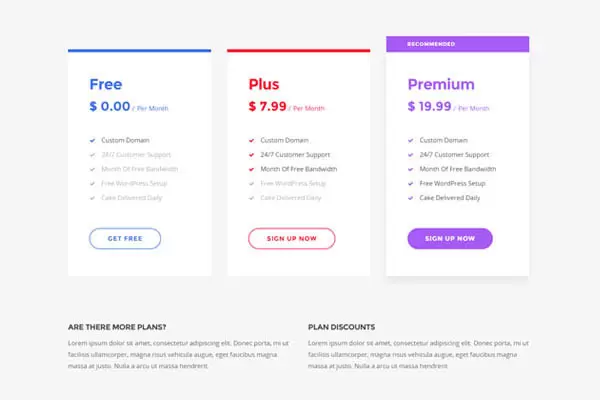 RECOMMENDED
Free
$ 0.00 / Per Month
Custom Domain
24/7 Customer Support
Month Of Free Bandwidth
Free WordPress Setup
Cake Delivered Daily
GET FREE
Plus
$ 7.99 / Per Month
Custom Domain
24/7 Customer Support
Month Of Free Bandwidth
Free WordPress Setup
Cake Delivered Daily
SIGN UP NOW
Premium
$ 19.99 / Per Month
Custom Domain
24/7 Customer Support
Month Of Free Bandwidth
Free WordPress Setup
Cake Delivered Daily
SIGN UP NOW
ARE THERE MORE PLANS?
Lorem ipsum dolor sit amet, consectetur adipiscing elit. Donec porta, mi ut
facilisis ullamcorper, magna risus vehicula augue, eget faucibus magna
massa at justo. Nulla a arcu ut massa hendrerit
PLAN DISCOUNTS
Lorem ipsum dolor sit amet, consectetur adipiscing elit. Donec porta, mi ut
facilisis ullamcorper, magna risus vehicula augue, eget faucibus magna
massa at justo. Nulla a arcu ut massa hendrerit